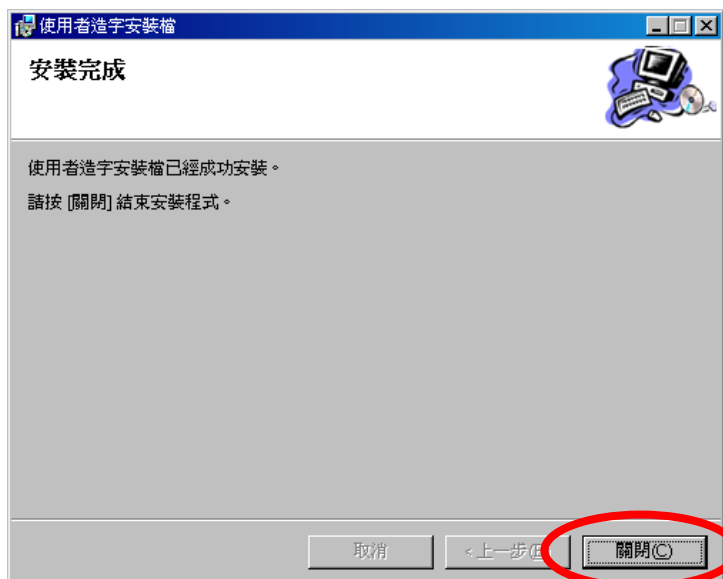 使用者造字安裝檔
安裝完成
使用者造字安裝檔已經成功安裝。
請按 [關閉] 結束安裝程式。
取消
<上一步(P)
關閉(C)